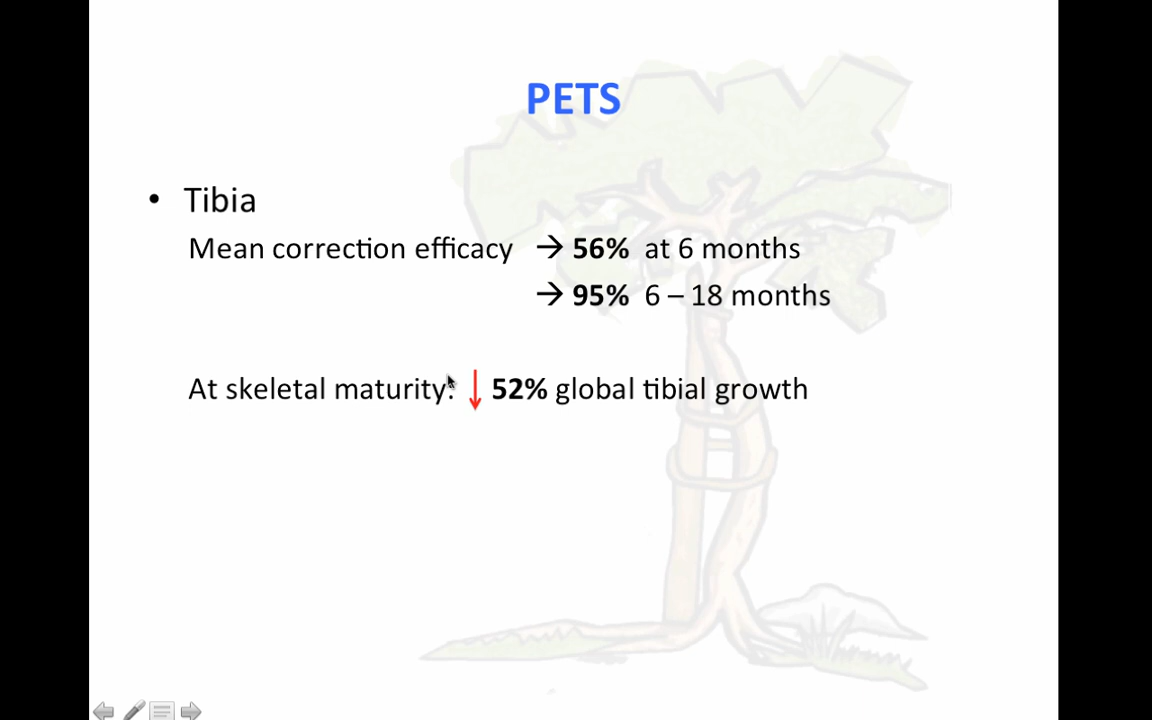 PETS
• Tibia
Mean correction efficacy → 56% at 6 months
→ 95% 6 – 18 months
At skeletal maturity: ↓ 52% global tibial growth